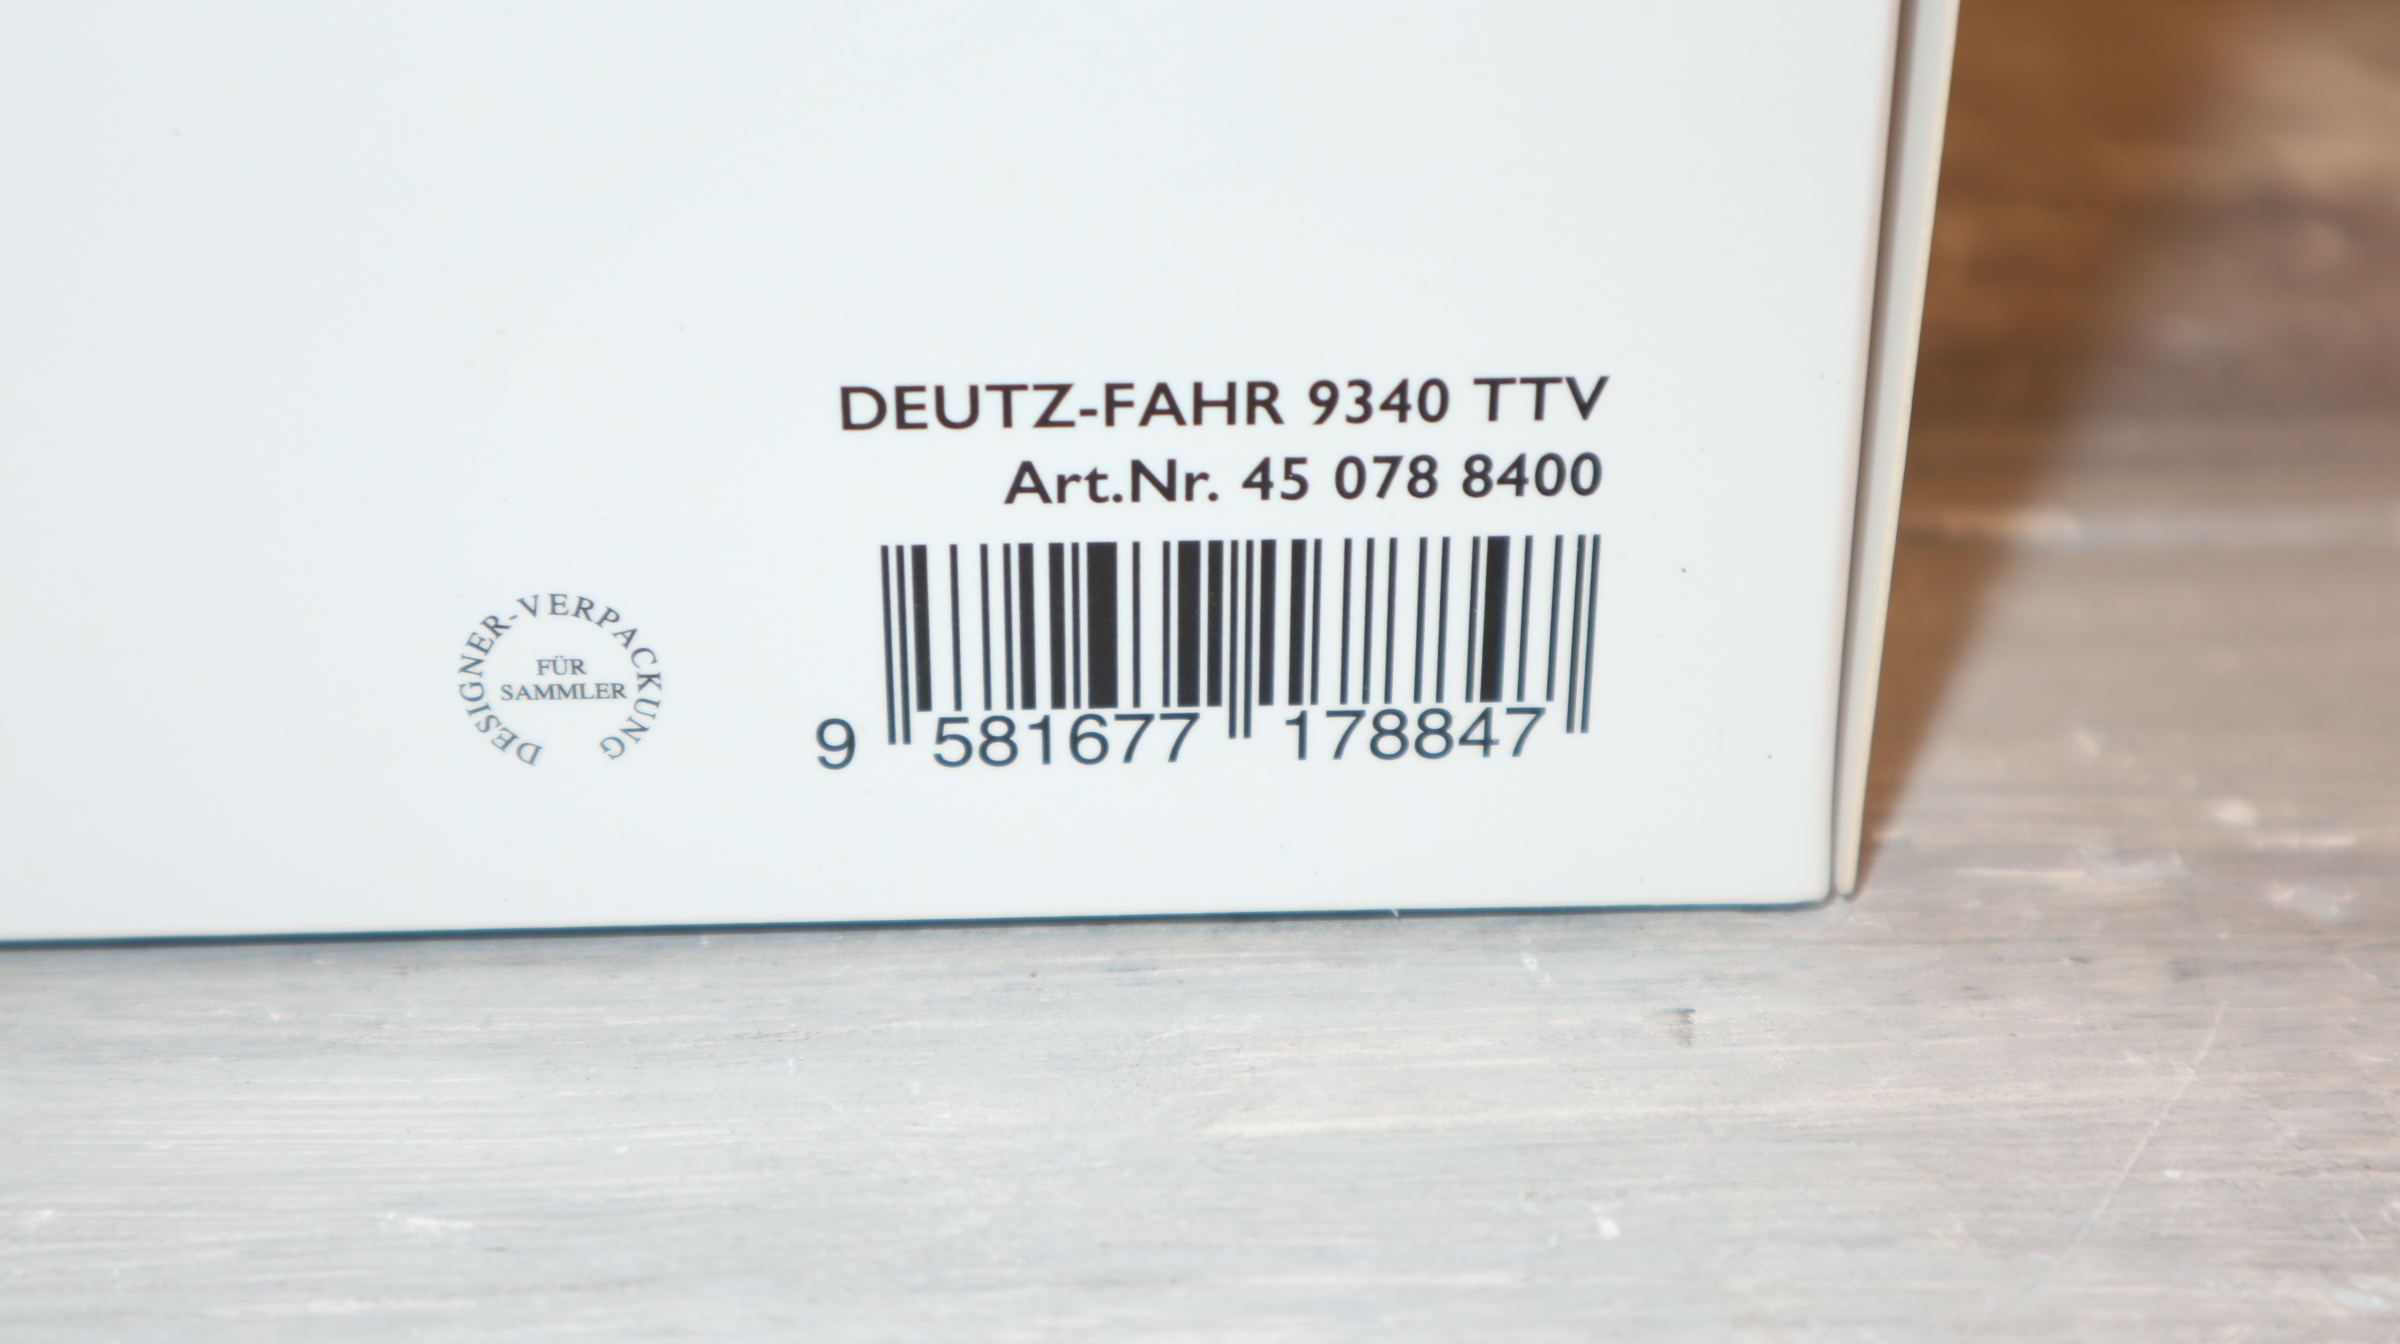 DEUTZ-FAHR 9340 TTV
Art.Nr. 45 078 8400
9 581677 178847
DESIGNER-VERPACKUNG
FÜR
SAMMLER